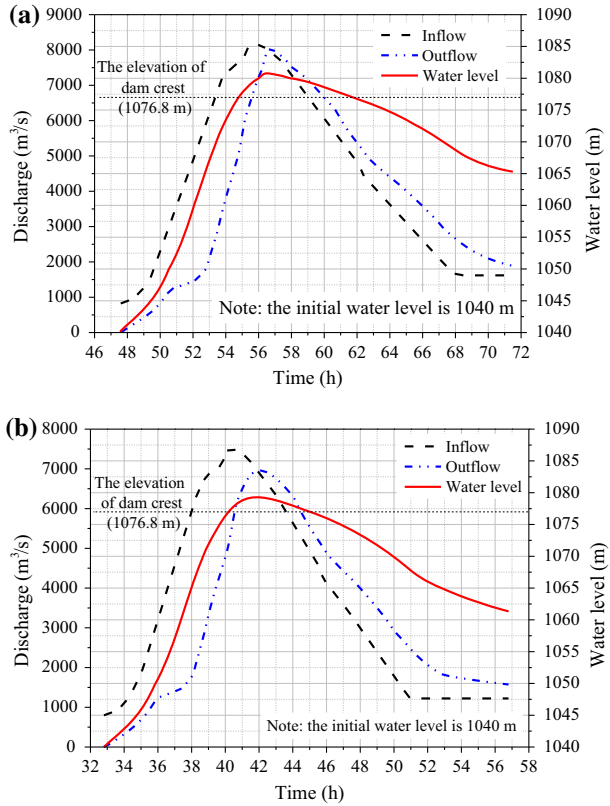 (a)
9000
8000
7000
6000
5000
4000
3000
2000
1000
0
Discharge (m³/s)
1090
1085
1080
1075
1070
1065
1060
1055
1050
1045
1040
Water level (m)
Inflow
Outflow
Water level
The elevation of
dam crest
(1076.8 m)
Note: the initial water level is 1040 m
46 48 50 52 54 56 58 60 62 64 66 68 70 72
Time (h)
(b)
8000
7000
6000
5000
4000
3000
2000
1000
0
Discharge (m³/s)
1090
1085
1080
1075
1070
1065
1060
1055
1050
1045
1040
Water level (m)
Inflow
Outflow
Water level
The elevation
of dam crest
(1076.8 m)
Note: the initial water level is 1040 m
32 34 36 38 40 42 44 46 48 50 52 54 56 58
Time (h)